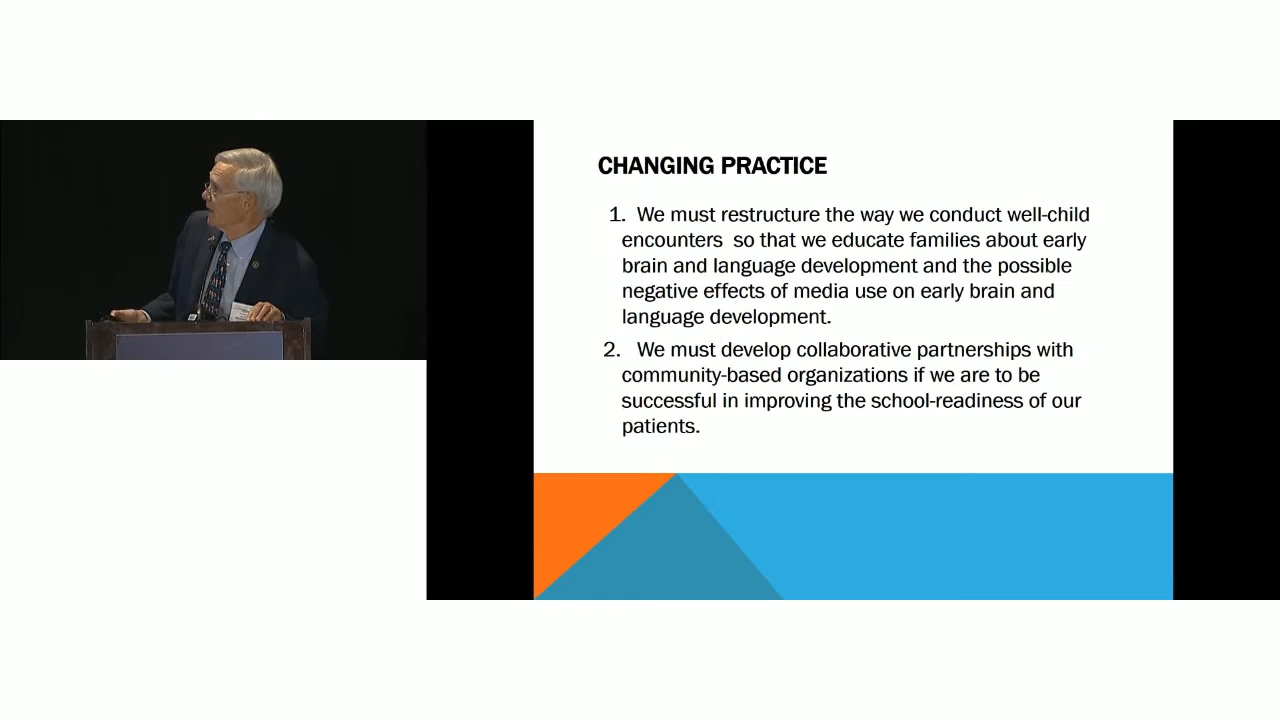 CHANGING PRACTICE
1. We must restructure the way we conduct well-child
encounters so that we educate families about early
brain and language development and the possible
negative effects of media use on early brain and
language development.
2. We must develop collaborative partnerships with
community-based organizations if we are to be
successful in improving the school-readiness of our
patients.